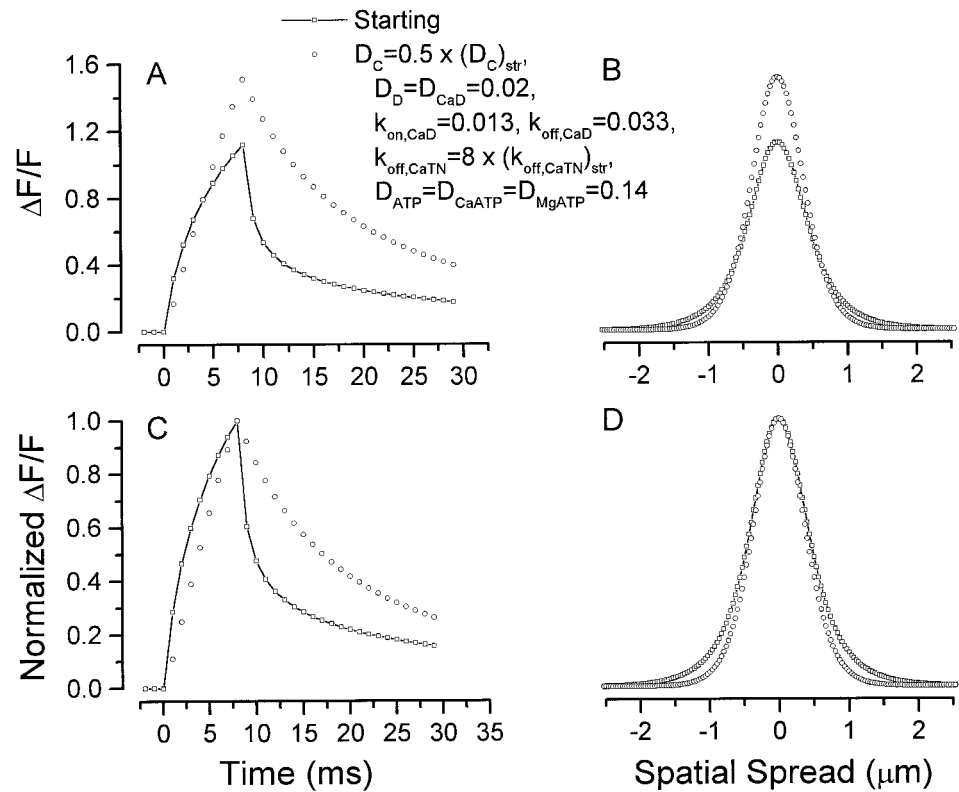 Starting
D_C=0.5 x (D_C)_str,
D_D=D_CaD=0.02,
k_on,CaD=0.013, k_off,CaD=0.033,
k_off,CaTN=8 x (k_off,CaTN)_str,
D_ATP=D_CaATP=D_MgATP=0.14
A
B
ΔF/F
1.6
1.2
0.8
0.4
0.0
0 5 10 15 20 25 30
-2 -1 0 1 2
C
D
Normalized ΔF/F
1.0
0.8
0.6
0.4
0.2
0.0
0 5 10 15 20 25 30 35
-2 -1 0 1 2
Time (ms)
Spatial Spread (μm)